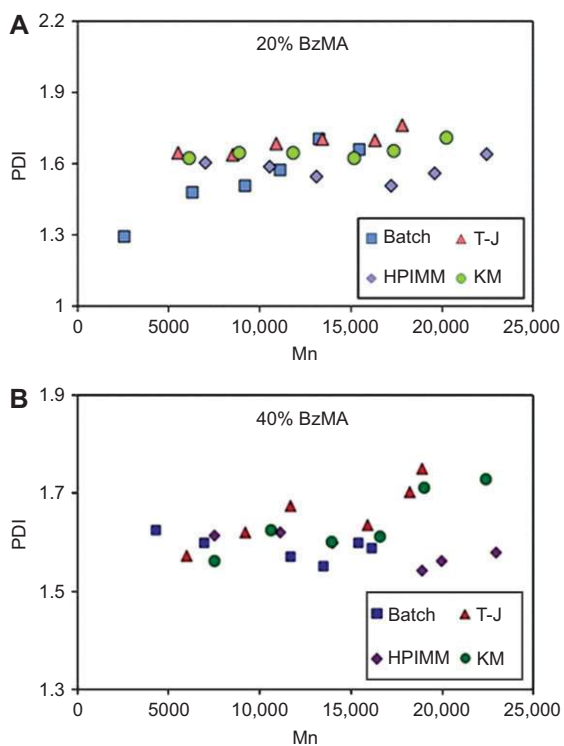 A
20% BzMA
2.2
1.9
1.6
1.3
1
PDI
Batch
T-J
HPIMM
KM
0
5000
10,000
15,000
20,000
25,000
Mn
B
40% BzMA
1.9
1.7
1.5
1.3
PDI
Batch
T-J
HPIMM
KM
0
5000
10,000
15,000
20,000
25,000
Mn